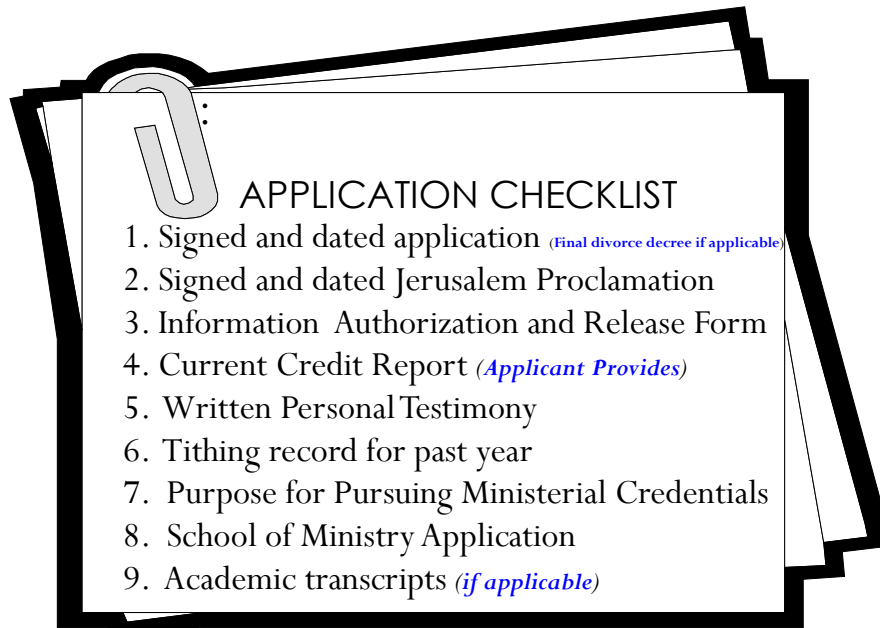 :
APPLICATION CHECKLIST
1. Signed and dated application (Final divorce decree if applicable)
2. Signed and dated Jerusalem Proclamation
3. Information Authorization and Release Form
4. Current Credit Report (Applicant Provides)
5. Written Personal Testimony
6. Tithing record for past year
7. Purpose for Pursuing Ministerial Credentials
8. School of Ministry Application
9. Academic transcripts (if applicable)